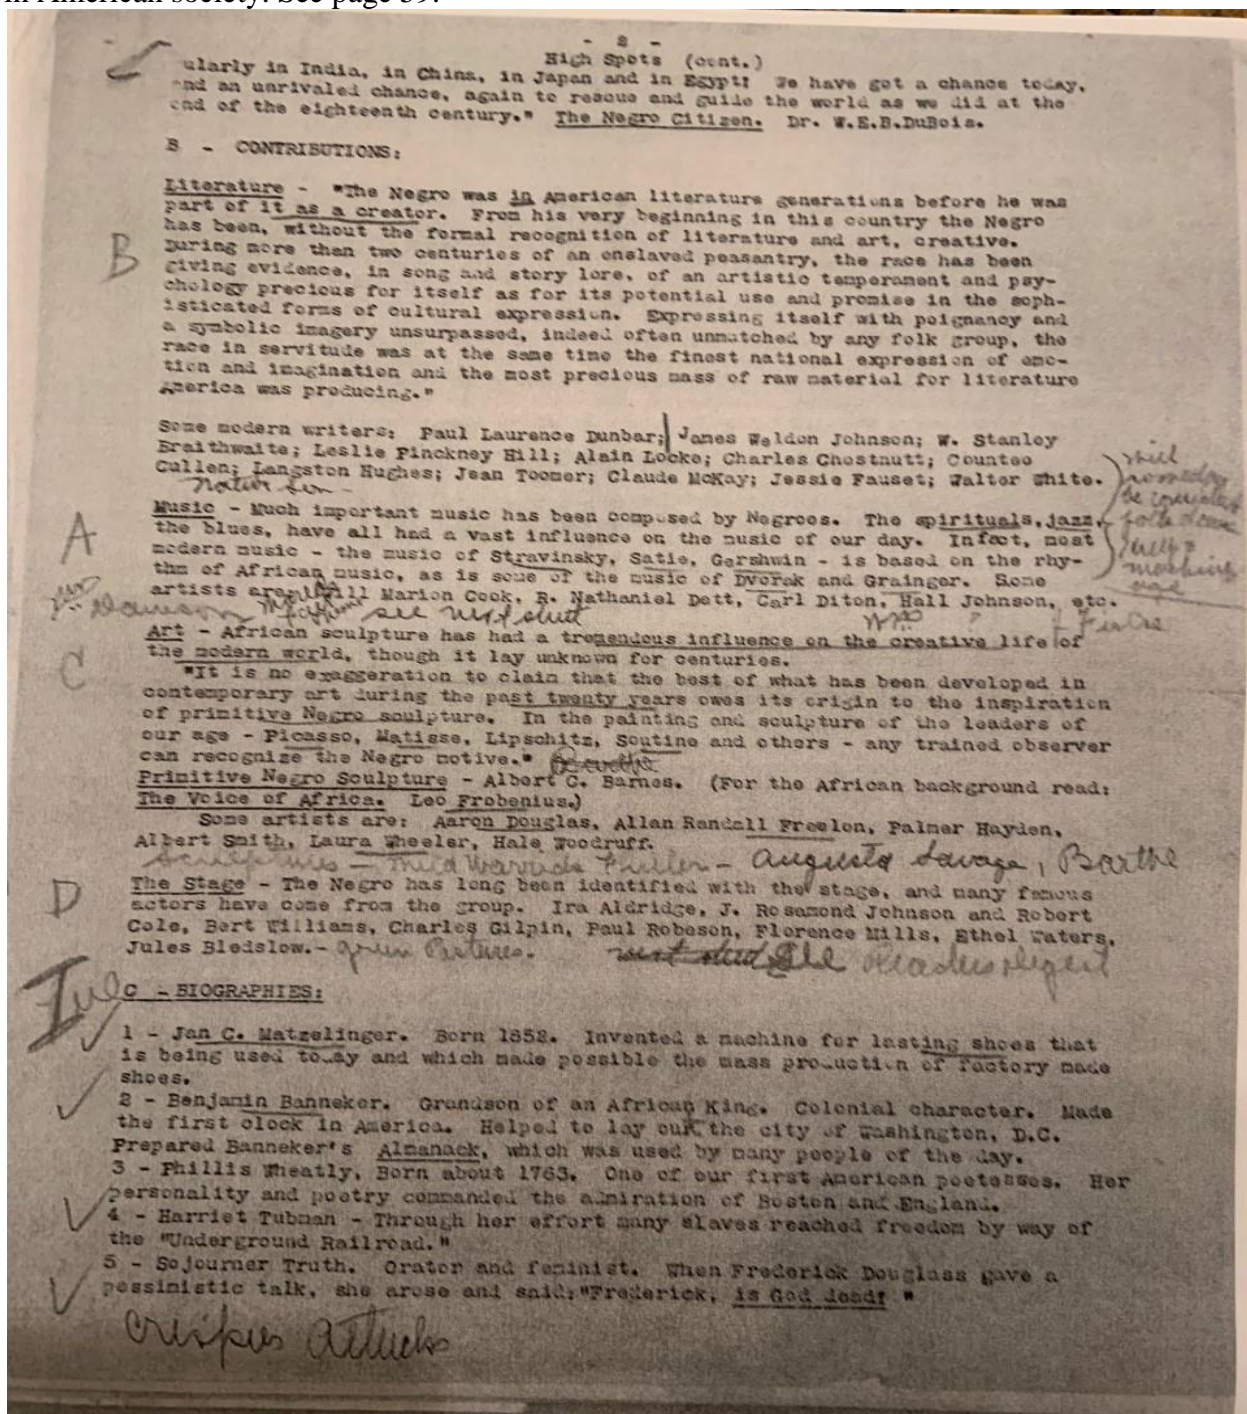 in American society. See page 39.
- 2 -
High Spots (cont.)
ularly in India, in China, in Japan and in Egypt! We have got a chance today,
and an unrivaled chance, again to rescue and guide the world as we did at the
end of the eighteenth century." The Negro Citizen. Dr. W.E.B.DuBois.
B - CONTRIBUTIONS:
Literature - "The Negro was in American literature generations before he was
part of it as a creator. From his very beginning in this country the Negro
has been, without the formal recognition of literature and art, creative.
B
During more than two centuries of an enslaved peasantry, the race has been
giving evidence, in song and story lore, of an artistic temperament and psy-
chology precious for itself as for its potential use and promise in the soph-
isticated forms of cultural expression. Expressing itself with poignancy and
a symbolic imagery unsurpassed, indeed often unmatched by any folk group, the
race in servitude was at the same time the finest national expression of emo-
tion and imagination and the most precious mass of raw material for literature
America was producing."
Some modern writers: Paul Laurence Dunbar; James Weldon Johnson; W. Stanley
Braithwaite; Leslie Pinckney Hill; Alain Locke; Charles Chestnutt; Countee
Cullen; Langston Hughes; Jean Toomer; Claude McKay; Jessie Fauset; Walter White.
will
someday
be considered
folk
machine
age
A
Music - Much important music has been composed by Negroes. The spirituals, jazz,
the blues, have all had a vast influence on the music of our day. Infact, most
modern music - the music of Stravinsky, Satie, Gershwin - is based on the rhy-
thm of African music, as is some of the music of Dvorak and Grainger. Some
artists are, Will Marion Cook, R. Nathaniel Dett, Carl Diton, Hall Johnson, etc.
Dawson see next sheet
C
Art - African sculpture has had a tremendous influence on the creative life of
the modern world, though it lay unknown for centuries.
"It is no exaggeration to claim that the best of what has been developed in
contemporary art during the past twenty years owes its origin to the inspiration
of primitive Negro sculpture. In the painting and sculpture of the leaders of
our age - Picasso, Matisse, Lipschitz, Soutine and others - any trained observer
can recognize the Negro motive."
Primitive Negro Sculpture - Albert C. Barnes. (For the African background read:
The Voice of Africa. Leo Frobenius.)
Some artists are: Aaron Douglas, Allan Randall Freelon, Palmer Hayden,
Albert Smith, Laura Wheeler, Hale Woodruff.
Sculptures - Warrick Fuller - Augusta Savage, Barthe
D
The Stage - The Negro has long been identified with the stage, and many famous
actors have come from the group. Ira Aldridge, J. Rosamond Johnson and Robert
Cole, Bert Williams, Charles Gilpin, Paul Robeson, Florence Mills, Ethel Waters,
Jules Bledslow. - Green Pastures. See Readers Digest
C - BIOGRAPHIES:
1 - Jan C. Matzelinger. Born 1852. Invented a machine for lasting shoes that
is being used today and which made possible the mass production of factory made
shoes.
2 - Benjamin Banneker. Grandson of an African King. Colonial character. Made
the first clock in America. Helped to lay out the city of Washington, D.C.
Prepared Banneker's Almanack, which was used by many people of the day.
3 - Phillis Wheatly, Born about 1763. One of our first American poetesses. Her
personality and poetry commanded the admiration of Boston and England.
4 - Harriet Tubman - Through her effort many slaves reached freedom by way of
the "Underground Railroad."
5 - Sojourner Truth. Orator and feminist. When Frederick Douglass gave a
pessimistic talk, she arose and said:"Frederick, is God dead? "
Crispus Attucks